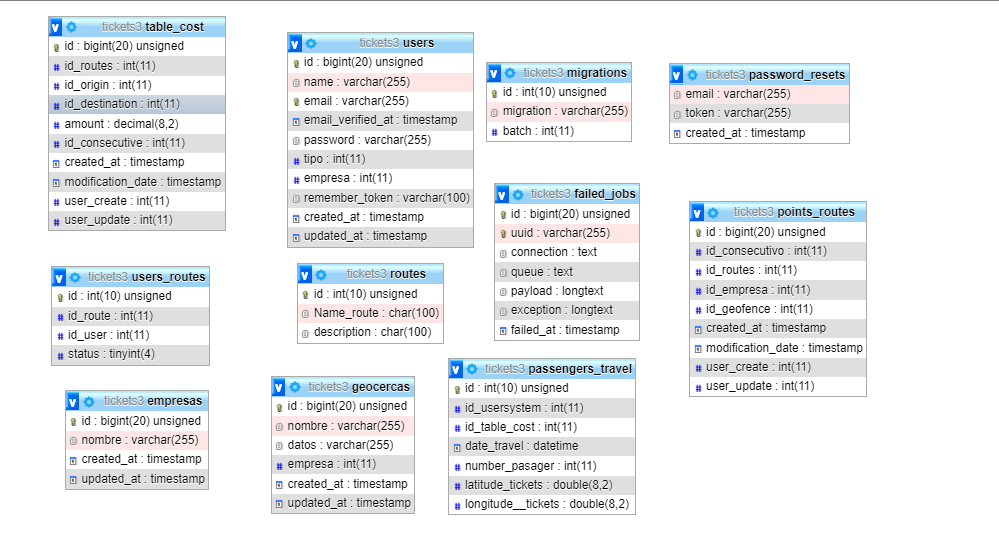 v tickets3 table_cost
id : bigint(20) unsigned
# id_routes : int(11)
# id_origin : int(11)
# id_destination : int(11)
# amount : decimal(8,2)
# id_consecutive : int(11)
created_at : timestamp
modification_date : timestamp
# user_create : int(11)
# user_update : int(11)
v tickets3 users
id : bigint(20) unsigned
name : varchar(255)
email : varchar(255)
email_verified_at : timestamp
password : varchar(255)
# tipo : int(11)
# empresa : int(11)
remember_token : varchar(100)
created_at : timestamp
updated_at : timestamp
v tickets3 migrations
id : int(10) unsigned
migration : varchar(255)
# batch : int(11)
v tickets3 password_resets
email : varchar(255)
token : varchar(255)
created_at : timestamp
v tickets3 failed_jobs
id : bigint(20) unsigned
uuid : varchar(255)
connection : text
queue : text
payload : longtext
exception : longtext
failed_at : timestamp
v tickets3 points_routes
id : bigint(20) unsigned
# id_consecutivo : int(11)
# id_routes : int(11)
# id_empresa : int(11)
# id_geofence : int(11)
created_at : timestamp
modification_date : timestamp
# user_create : int(11)
# user_update : int(11)
v tickets3 users_routes
id : int(10) unsigned
# id_route : int(11)
# id_user : int(11)
# status : tinyint(4)
v tickets3 routes
id : int(10) unsigned
Name_route : char(100)
description : char(100)
v tickets3 empresas
id : bigint(20) unsigned
nombre : varchar(255)
created_at : timestamp
updated_at : timestamp
v tickets3 geocercas
id : bigint(20) unsigned
nombre : varchar(255)
datos : varchar(255)
# empresa : int(11)
created_at : timestamp
updated_at : timestamp
v tickets3 passengers_travel
id : int(10) unsigned
# id_usersystem : int(11)
# id_table_cost : int(11)
date_travel : datetime
# number_pasager : int(11)
# latitude_tickets : double(8,2)
# longitude__tickets : double(8,2)